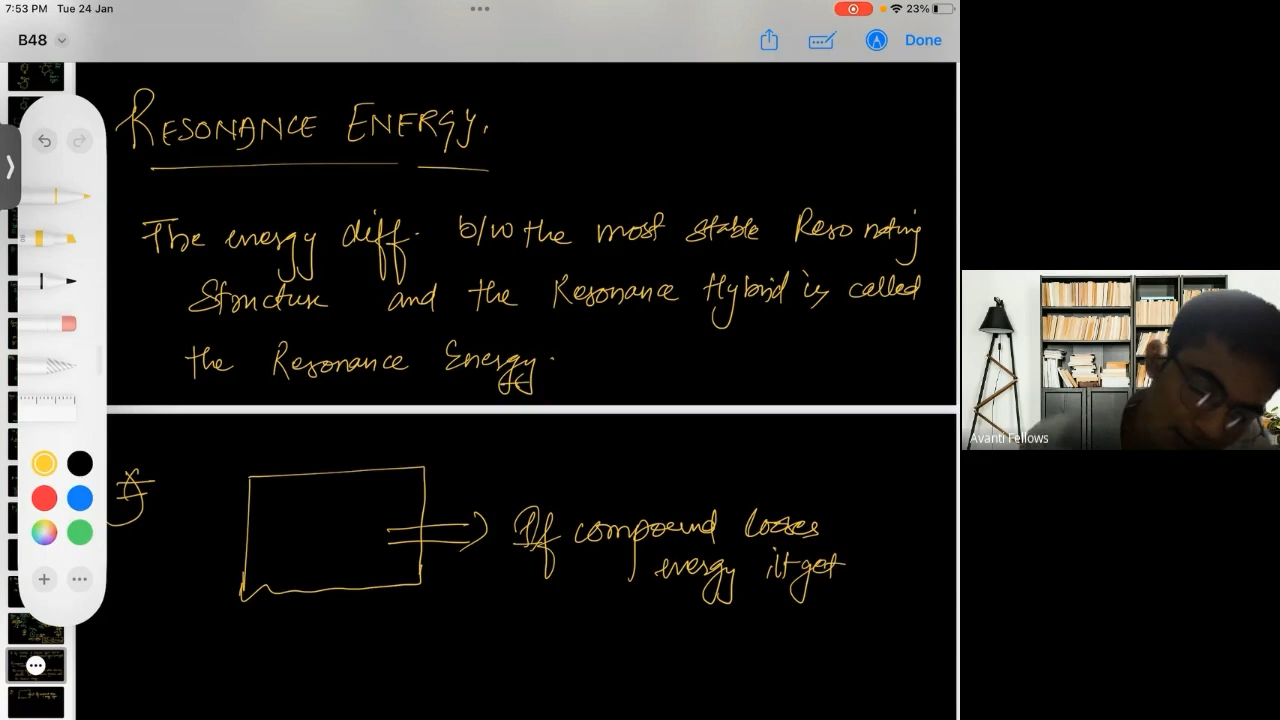 7:53 PM Tue 24 Jan
23%
B48
Done
RESONANCE ENERGY.
The energy diff. b/w the most stable Resonating
Structure and the Resonance Hybrid is called
the Resonance Energy.
If compound losses
energy it get
Avanti Fellows